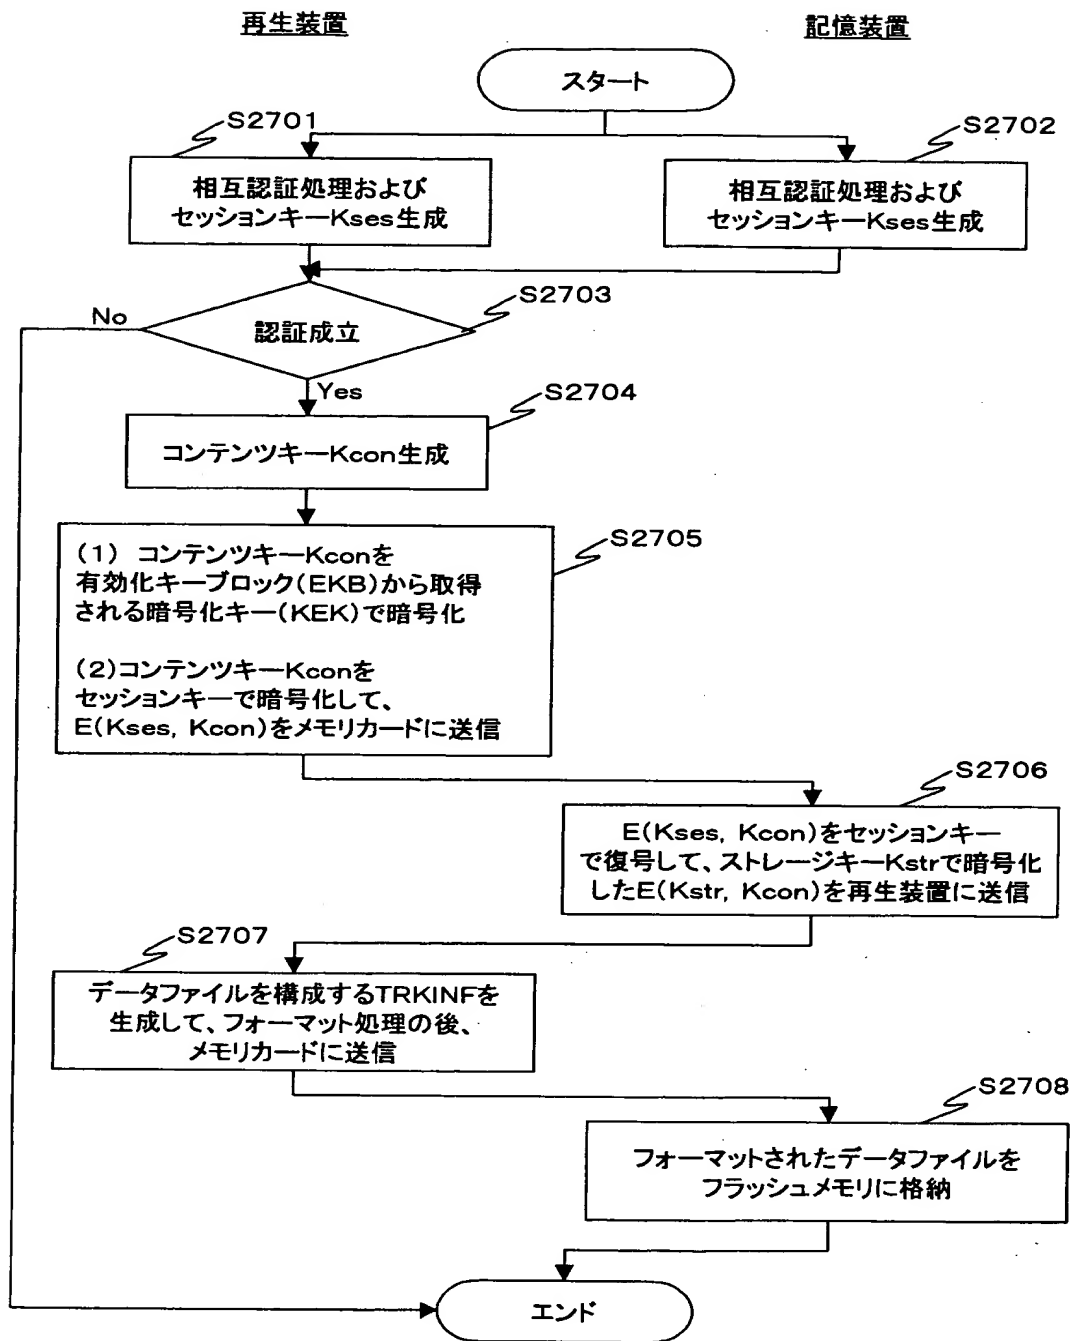 再生装置
記憶装置
スタート
S2701
S2702
相互認証処理および
セッションキーKses生成
相互認証処理および
セッションキーKses生成
S2703
No
認証成立
Yes
S2704
コンテンツキーKcon生成
S2705
(1) コンテンツキーKconを
有効化キーブロック(EKB)から取得
される暗号化キー(KEK)で暗号化
(2)コンテンツキーKconを
セッションキーで暗号化して、
E(Kses, Kcon)をメモリカードに送信
S2706
E(Kses, Kcon)をセッションキー
で復号して、ストレージキーKstrで暗号化
したE(Kstr, Kcon)を再生装置に送信
S2707
データファイルを構成するTRKINFを
生成して、フォーマット処理の後、
メモリカードに送信
S2708
フォーマットされたデータファイルを
フラッシュメモリに格納
エンド